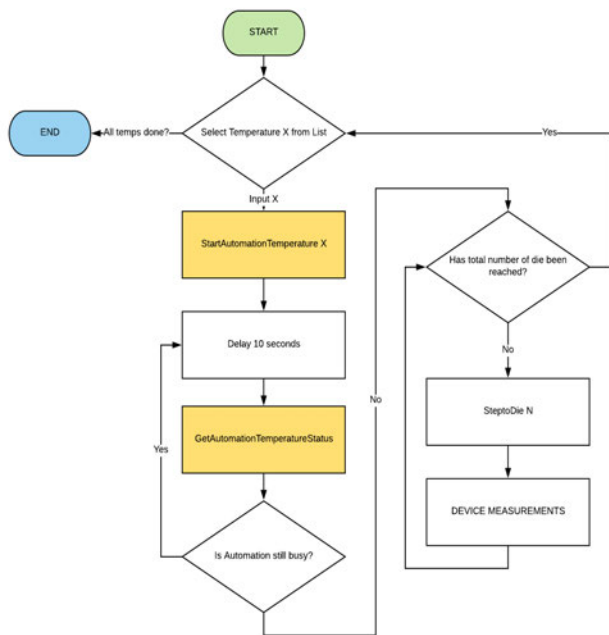 START
END
All temps done?
Select Temperature X from List
Yes
Input X
StartAutomationTemperature X
Has total number of die been
reached?
Delay 10 seconds
No
No
SteptoDie N
GetAutomationTemperatureStatus
Yes
DEVICE MEASUREMENTS
Is Automation still busy?